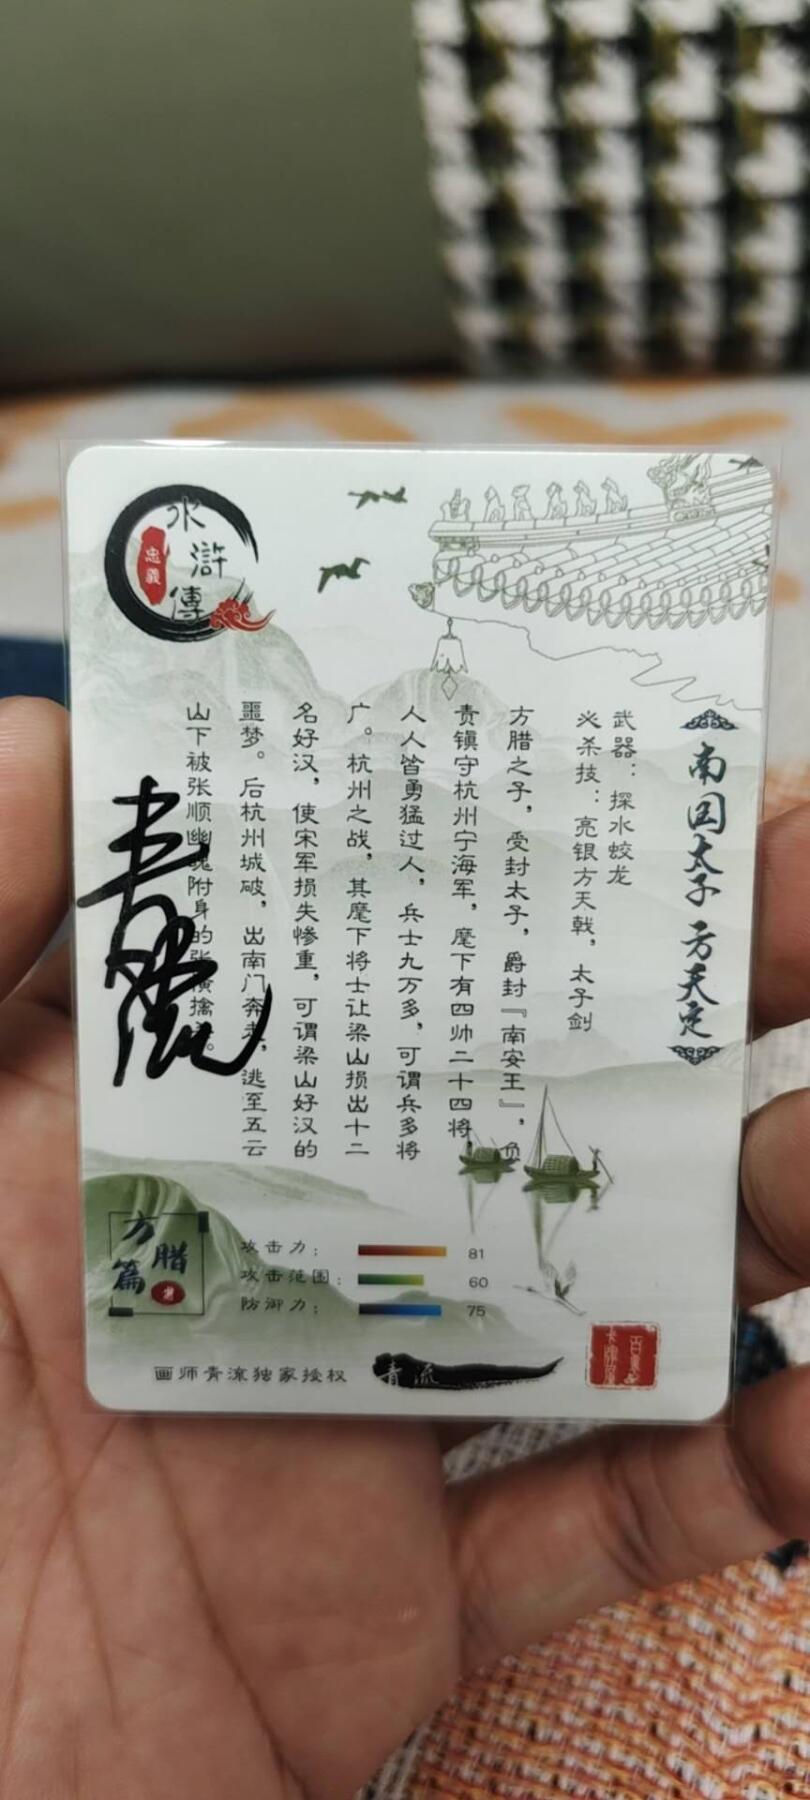 水滸傳
忠義
南国太子 方天定
武器：探水蛟龙
必杀技：亮银方天戟，太子剑
方腊之子，受封太子，爵封『南安王』，负
责镇守杭州宁海军，麾下有四帅二十四将，
人人皆勇猛过人，兵士九万多，可谓兵多将
广。杭州之战，其麾下将士让梁山损出十二
名好汉，使宋军损失惨重，可谓梁山好汉的
噩梦。后杭州城破，出南门奔走，逃至五云
山下被张顺幽魂附身的张横擒杀。
青流
方腊篇
攻击力： 81
攻击范围： 60
防御力： 75
画师青流独家授权
青流